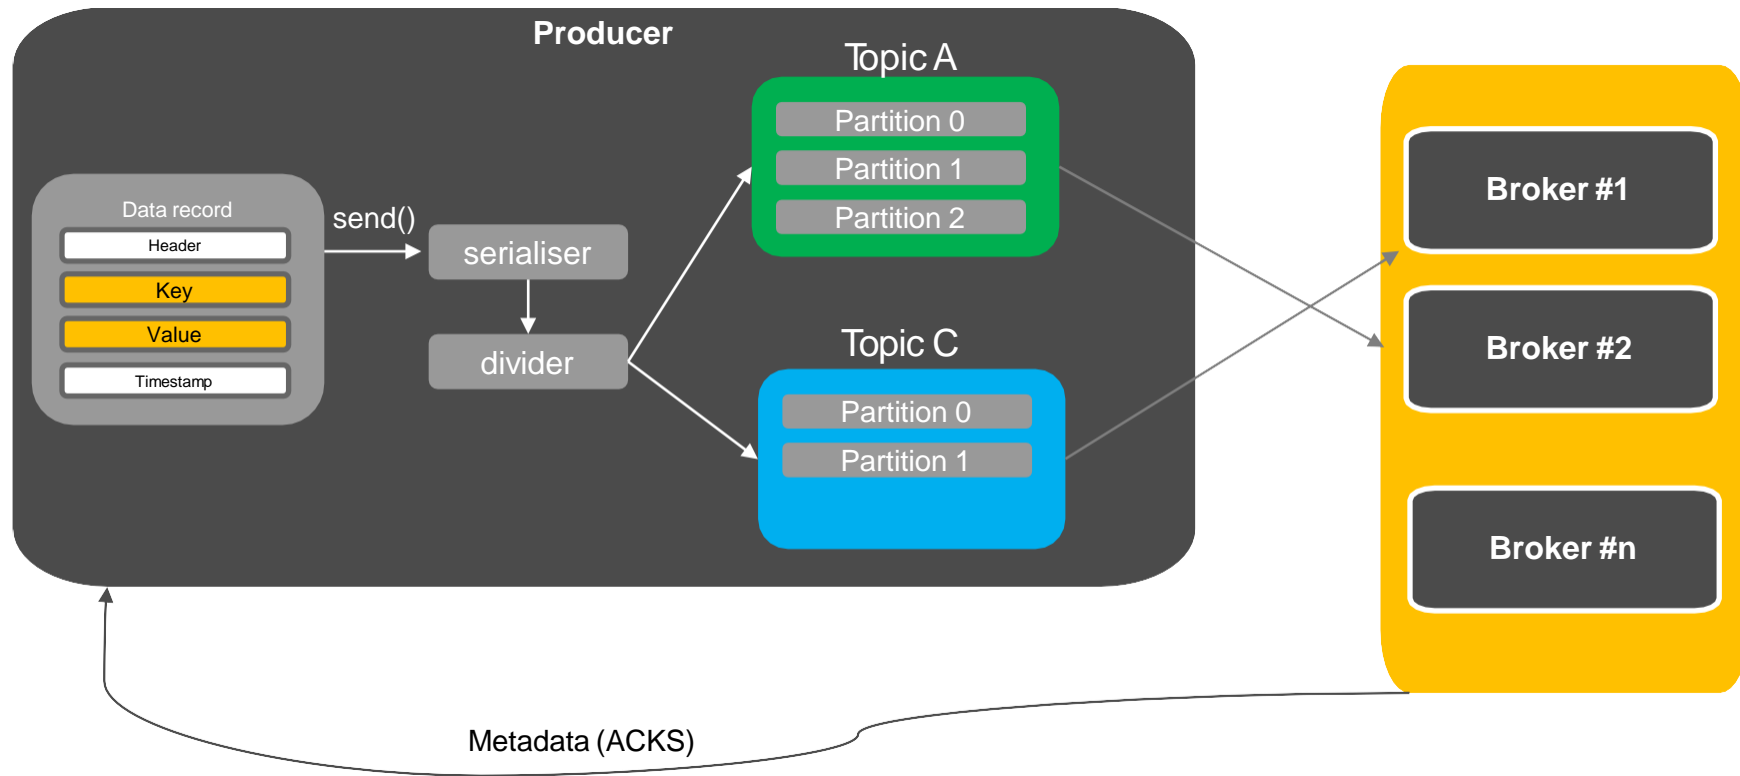 Producer
Data record
Header
Key
Value
Timestamp
send()
serialiser
divider
Topic A
Partition 0
Partition 1
Partition 2
Topic C
Partition 0
Partition 1
Broker #1
Broker #2
Broker #n
Metadata (ACKS)